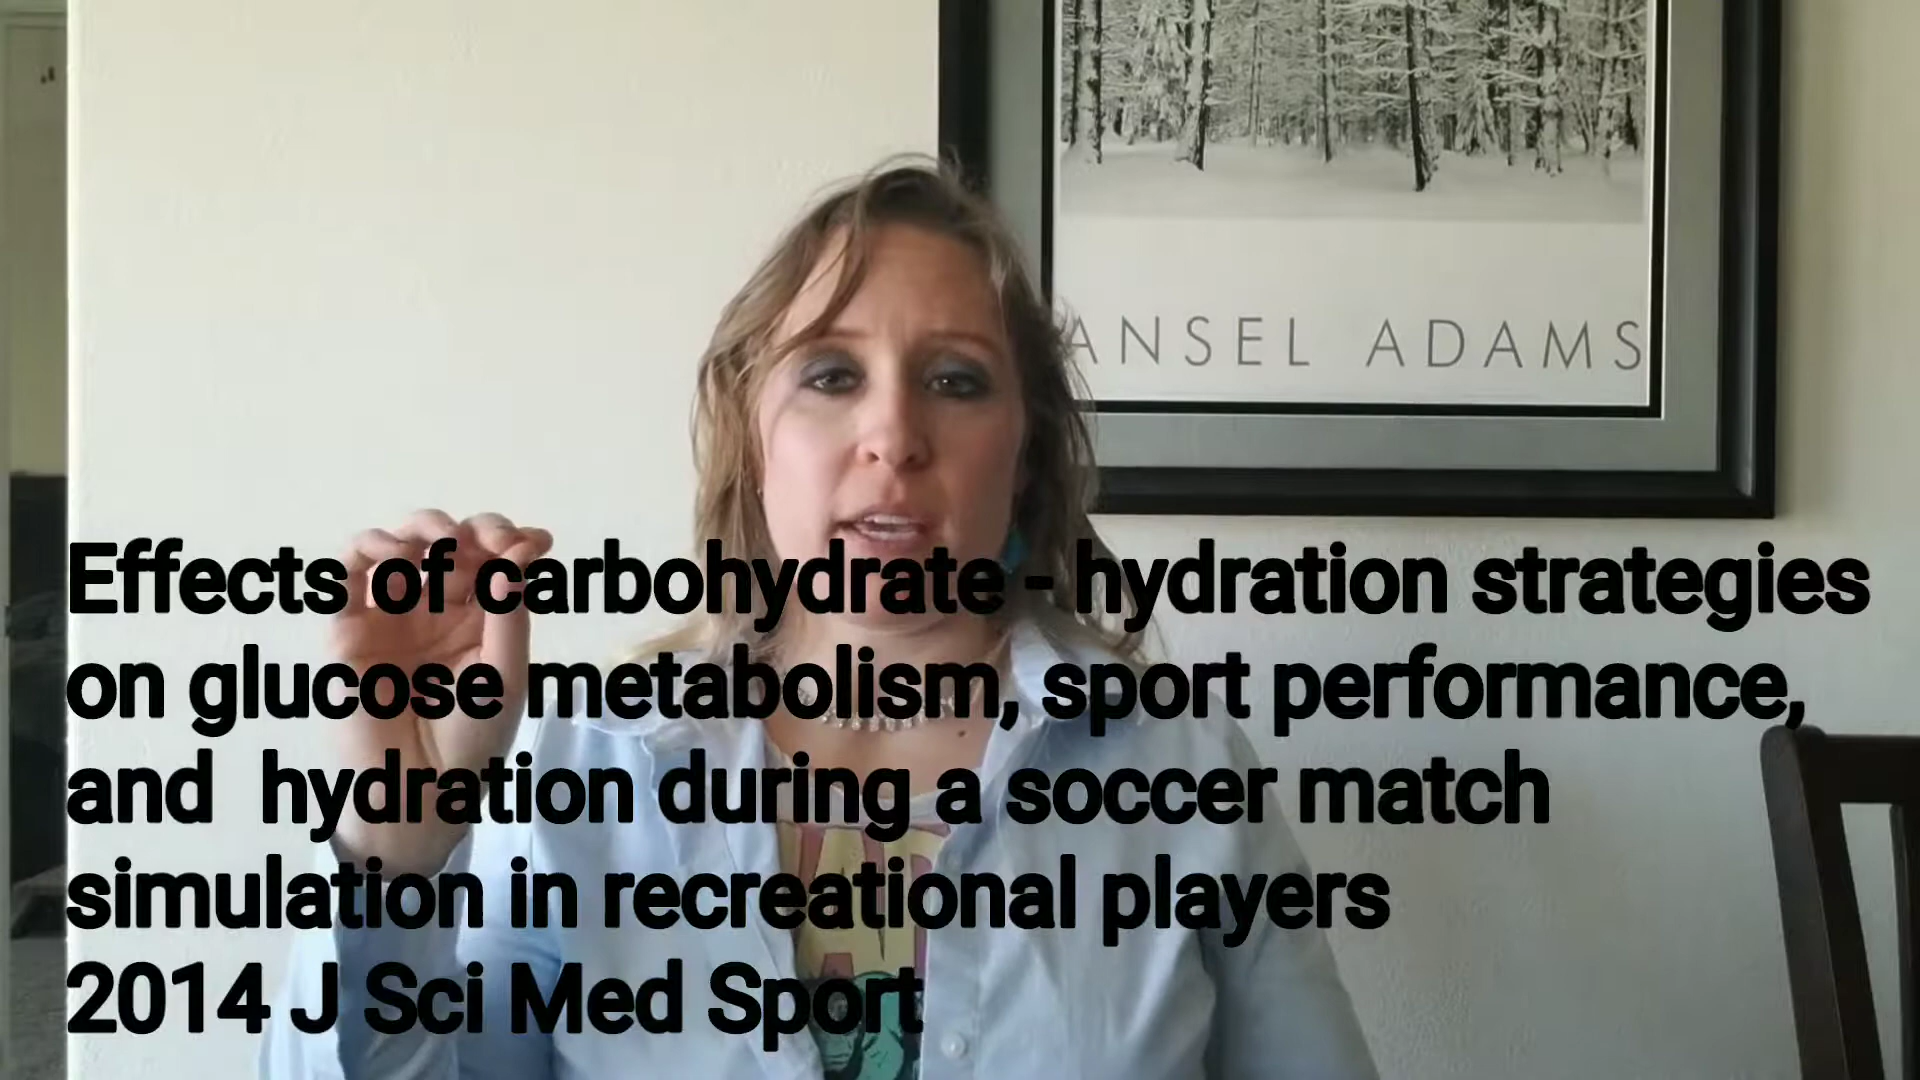 ANSEL ADAMS
Effects of carbohydrate - hydration strategies
on glucose metabolism, sport performance,
and hydration during a soccer match
simulation in recreational players
2014 J Sci Med Sport